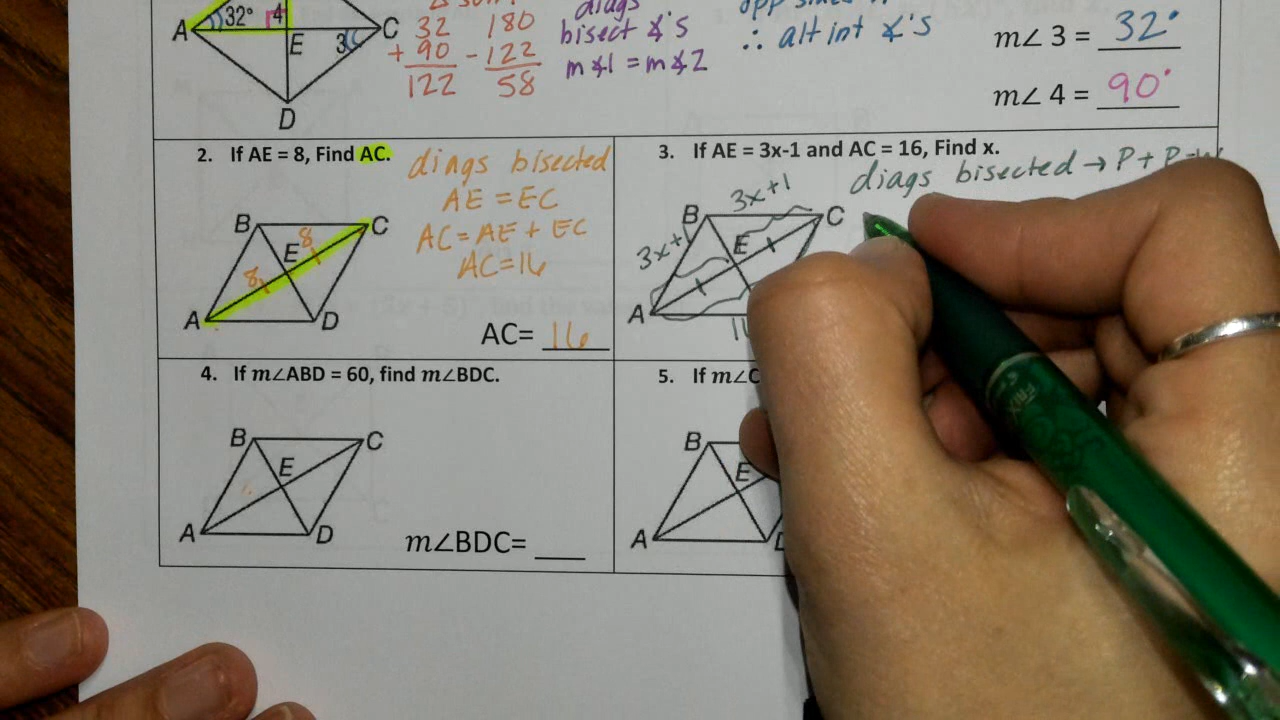 A 32° 4 E 3 C
D
32 180
+ 90 - 122
122 58
diags
bisect ∡'s
m∡1 = m∡2
∴ alt int ∡'s
m∠ 3 = 32°
m∠ 4 = 90°
2. If AE = 8, Find AC.
diags bisected
AE = EC
AC = AE + EC
AC = 16
B C
E 8
8
A D
AC= 16
3. If AE = 3x-1 and AC = 16, Find x.
diags bisected → P + P = W
3x+1
B C
3x+1 E
A
4. If m∠ABD = 60, find m∠BDC.
B C
E
A D
m∠BDC= ____
5. If m∠C
B
E
A D
FRIX